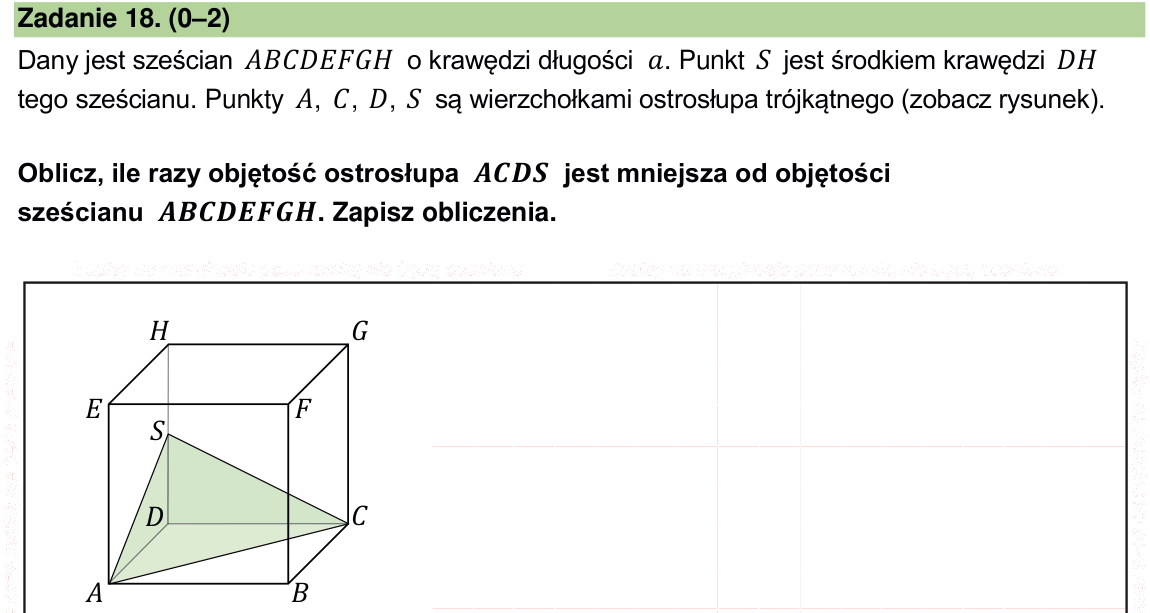 Zadanie 18. (0–2)
Dany jest sześcian ABCDEFGH o krawędzi długości a. Punkt S jest środkiem krawędzi DH
tego sześcianu. Punkty A, C, D, S są wierzchołkami ostrosłupa trójkątnego (zobacz rysunek).
Oblicz, ile razy objętość ostrosłupa ACDS jest mniejsza od objętości
sześcianu ABCDEFGH. Zapisz obliczenia.
H G
E F
S
D C
A B